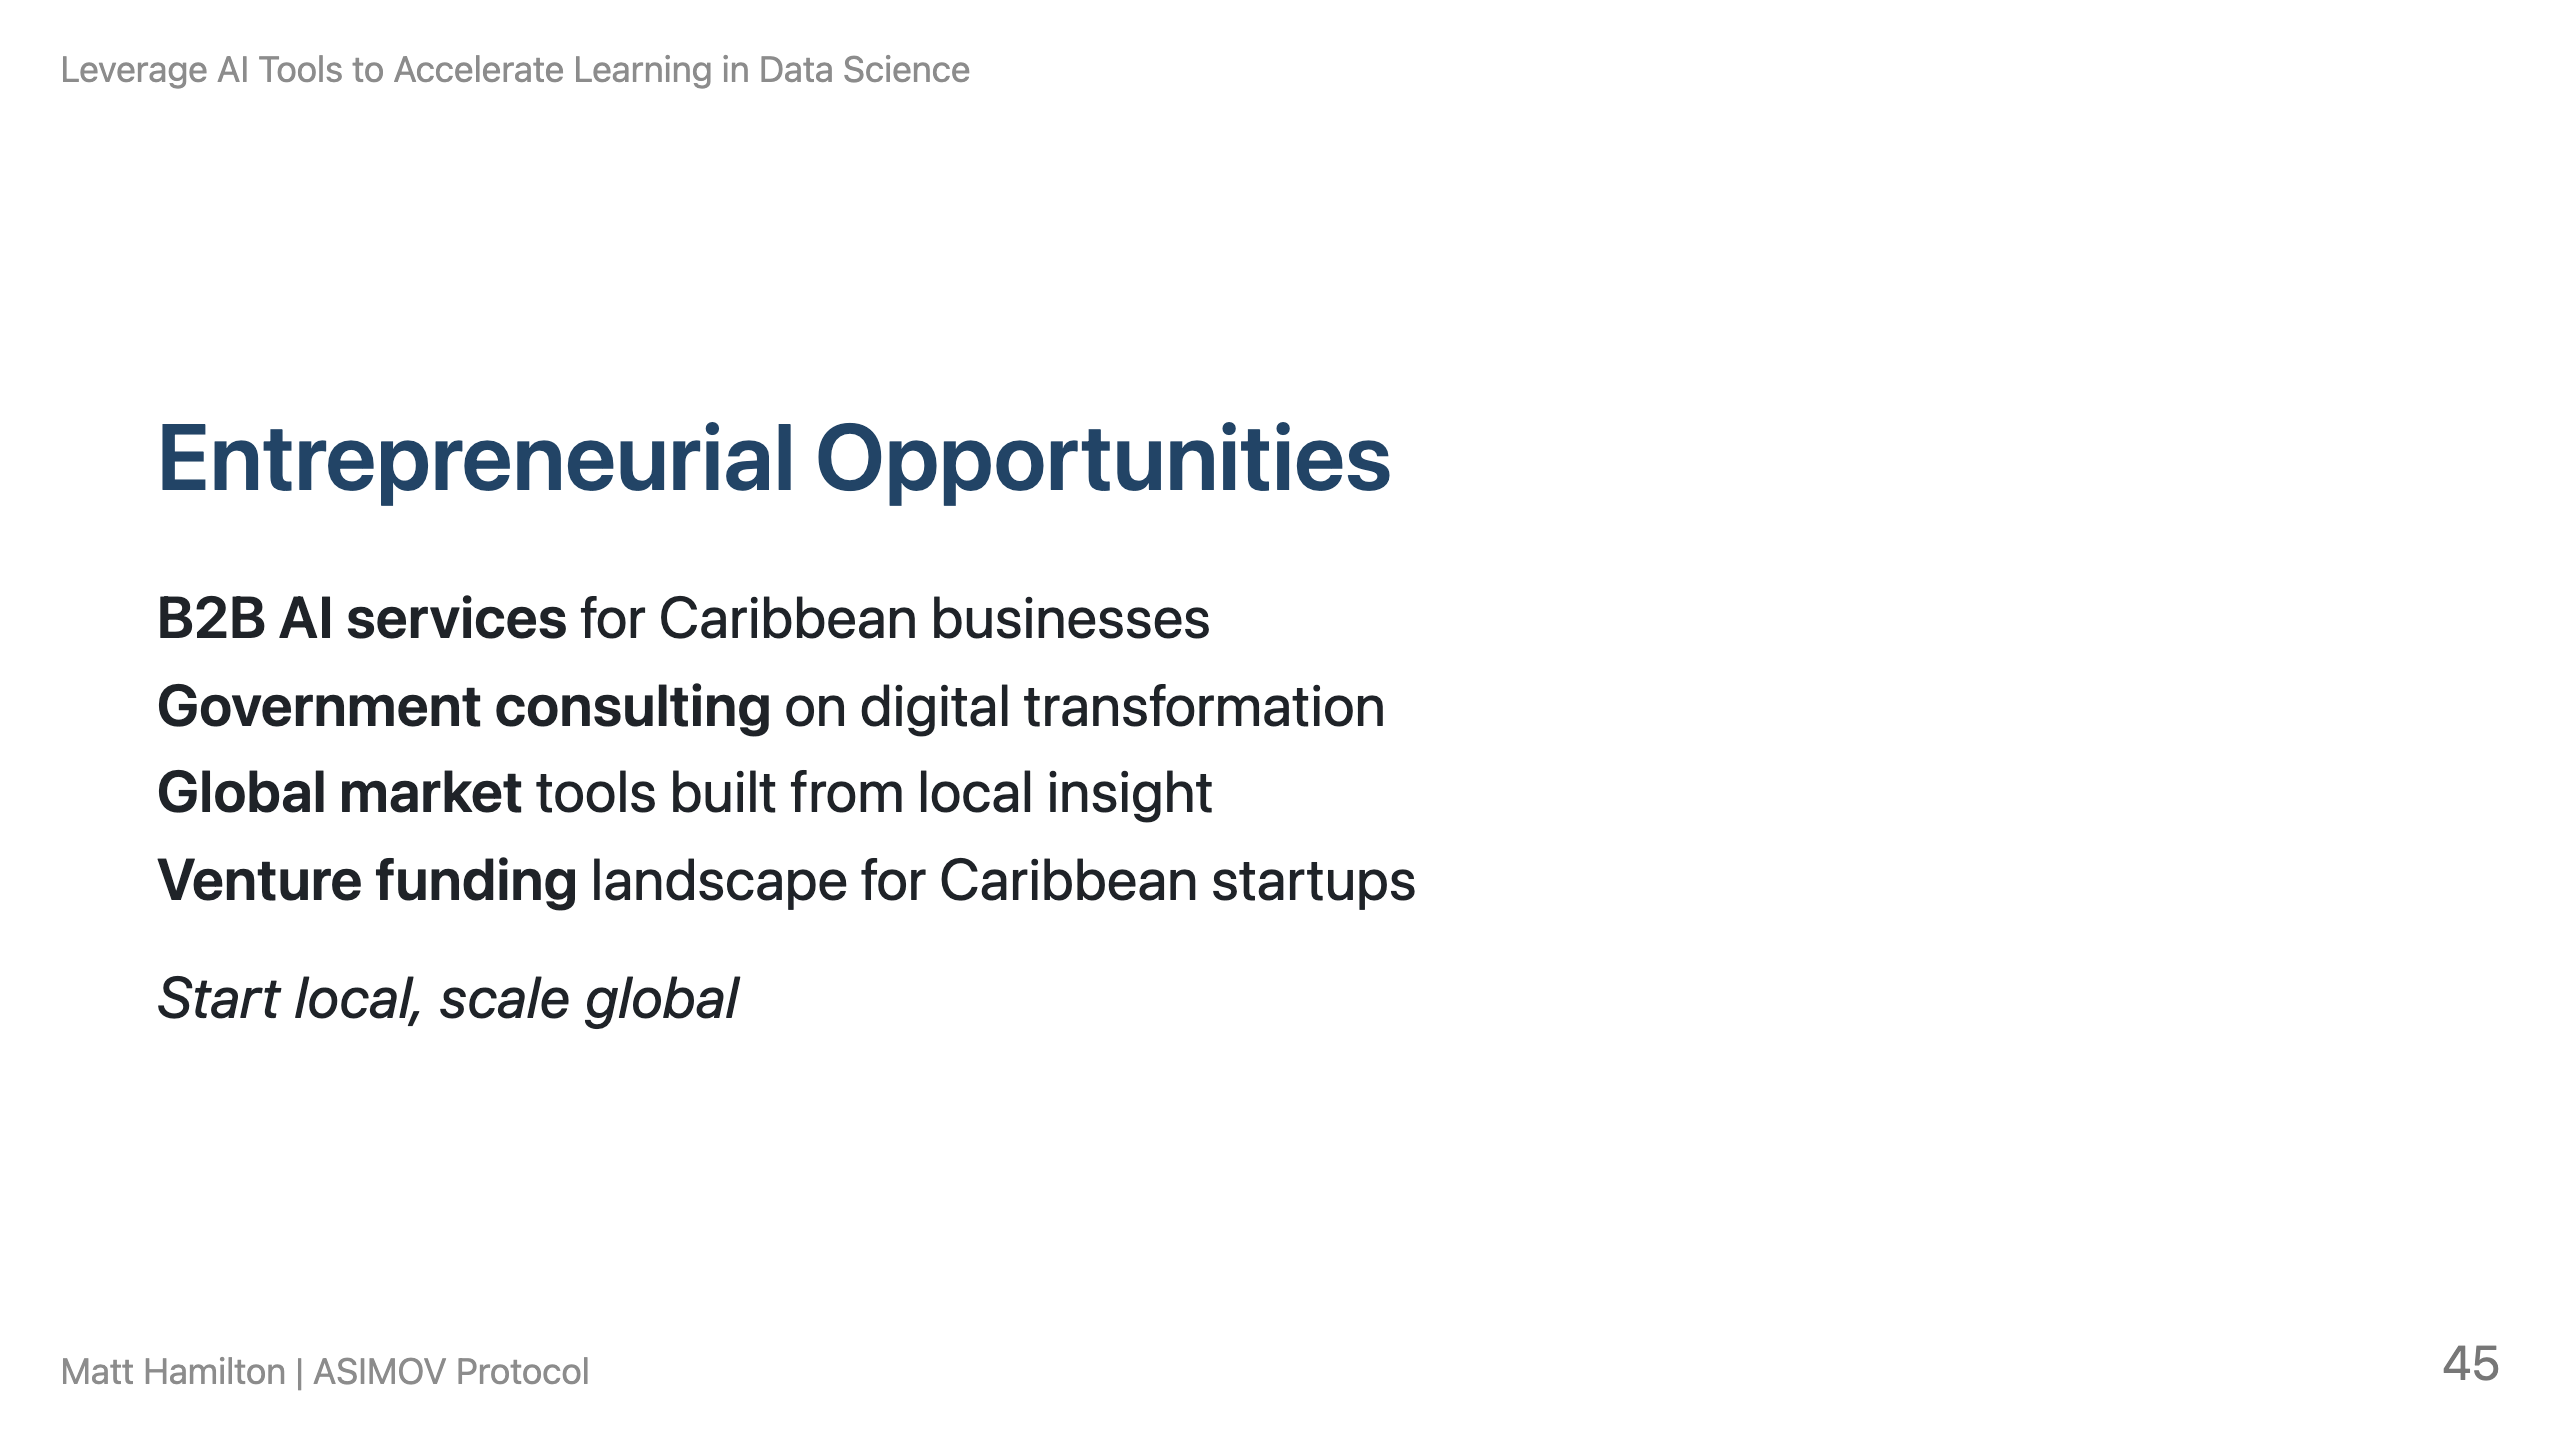 Leverage AI Tools to Accelerate Learning in Data Science
Entrepreneurial Opportunities
B2B AI services for Caribbean businesses
Government consulting on digital transformation
Global market tools built from local insight
Venture funding landscape for Caribbean startups
Start local, scale global
Matt Hamilton | ASIMOV Protocol
45